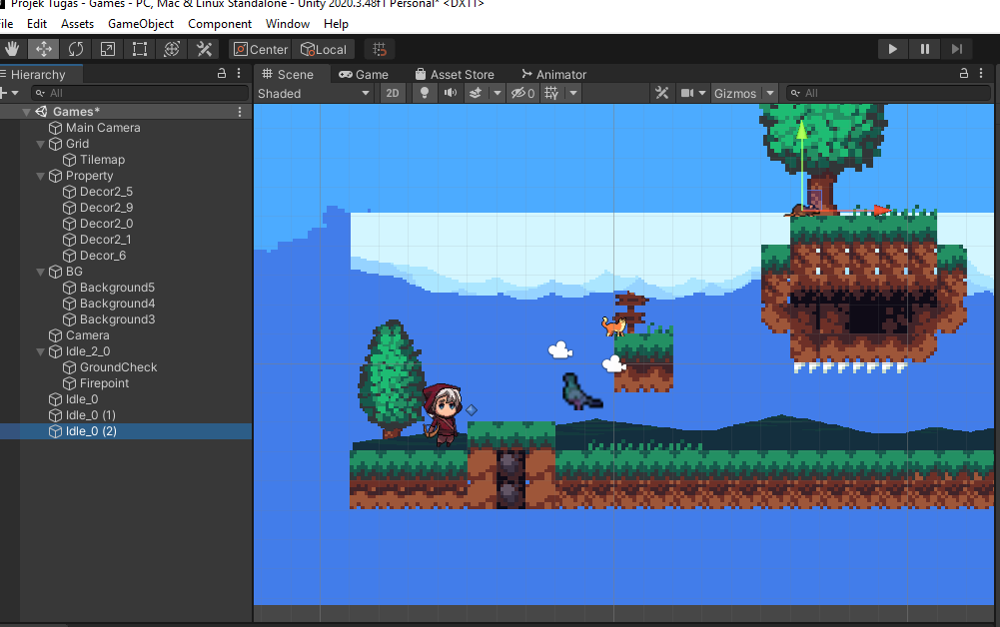 Projek Tugas - Games - PC, Mac & Linux Standalone - Unity 2020.3.48f1 Personal* <DX11>
File Edit Assets GameObject Component Window Help
Center Local
Hierarchy
Scene Game Asset Store Animator
All
Shaded 2D 0 Gizmos All
Games*
Main Camera
Grid
Tilemap
Property
Decor2_5
Decor2_9
Decor2_0
Decor2_1
Decor_6
BG
Background5
Background4
Background3
Camera
Idle_2_0
GroundCheck
Firepoint
Idle_0
Idle_0 (1)
Idle_0 (2)